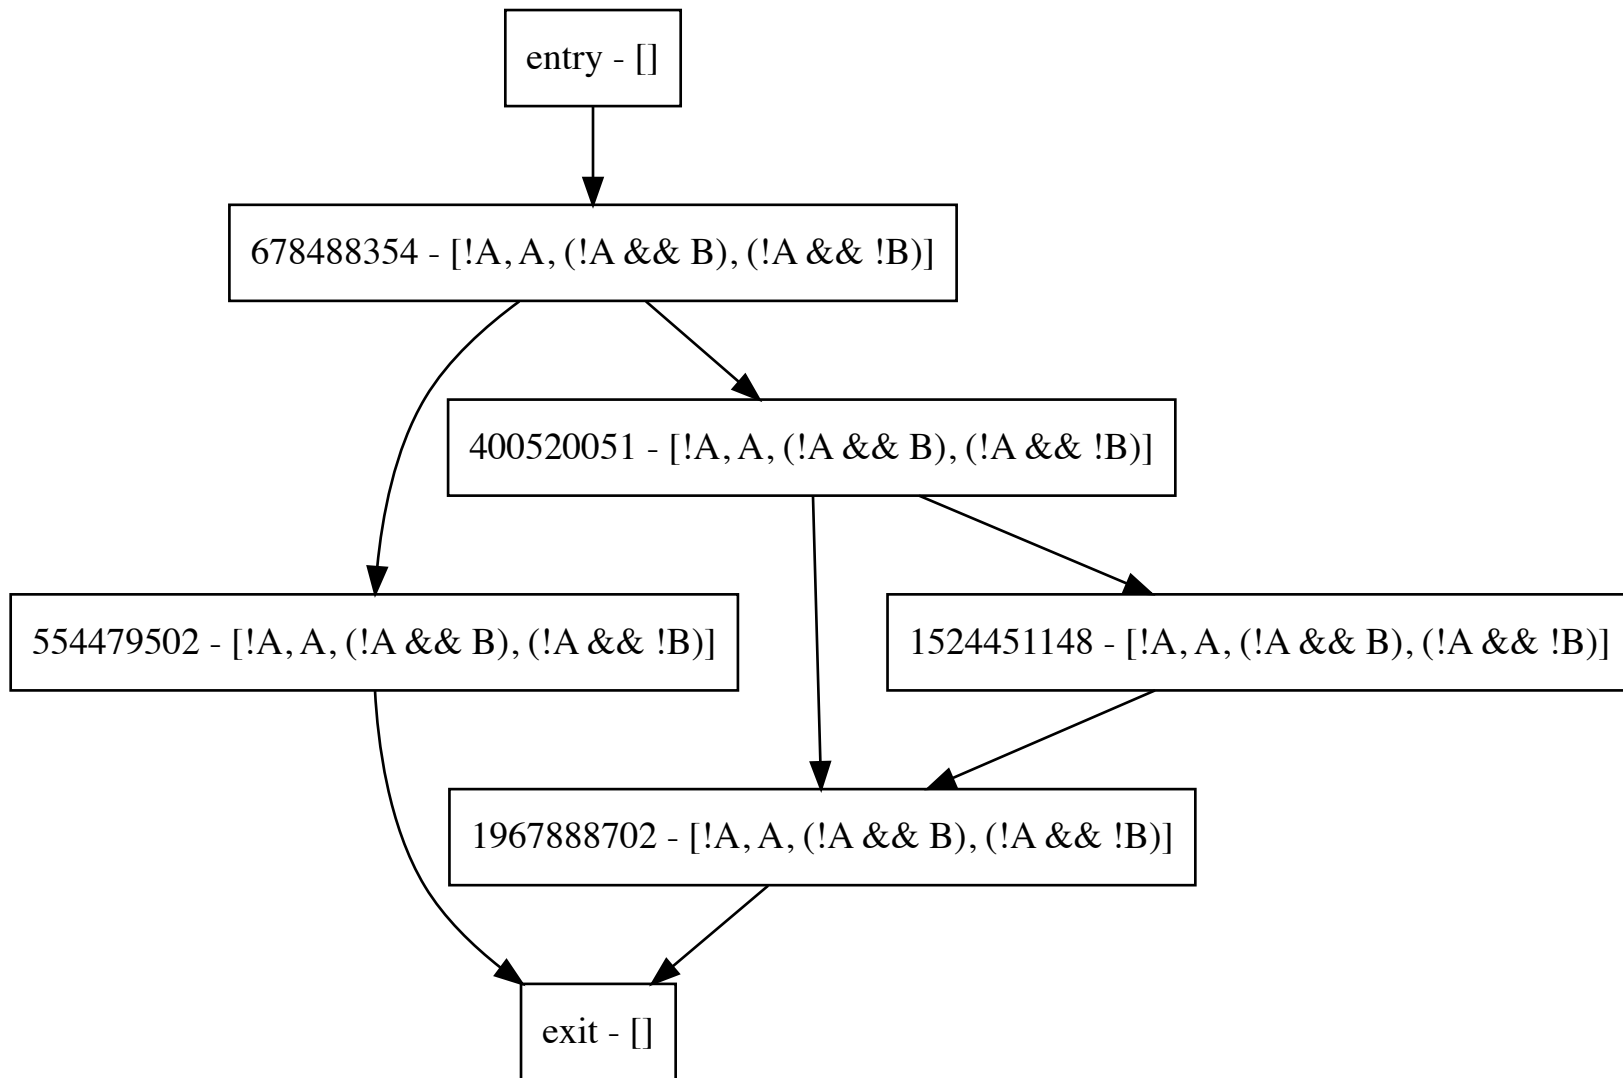 entry - []
678488354 - [!A, A, (!A && B), (!A && !B)]
400520051 - [!A, A, (!A && B), (!A && !B)]
554479502 - [!A, A, (!A && B), (!A && !B)]
1524451148 - [!A, A, (!A && B), (!A && !B)]
1967888702 - [!A, A, (!A && B), (!A && !B)]
exit - []